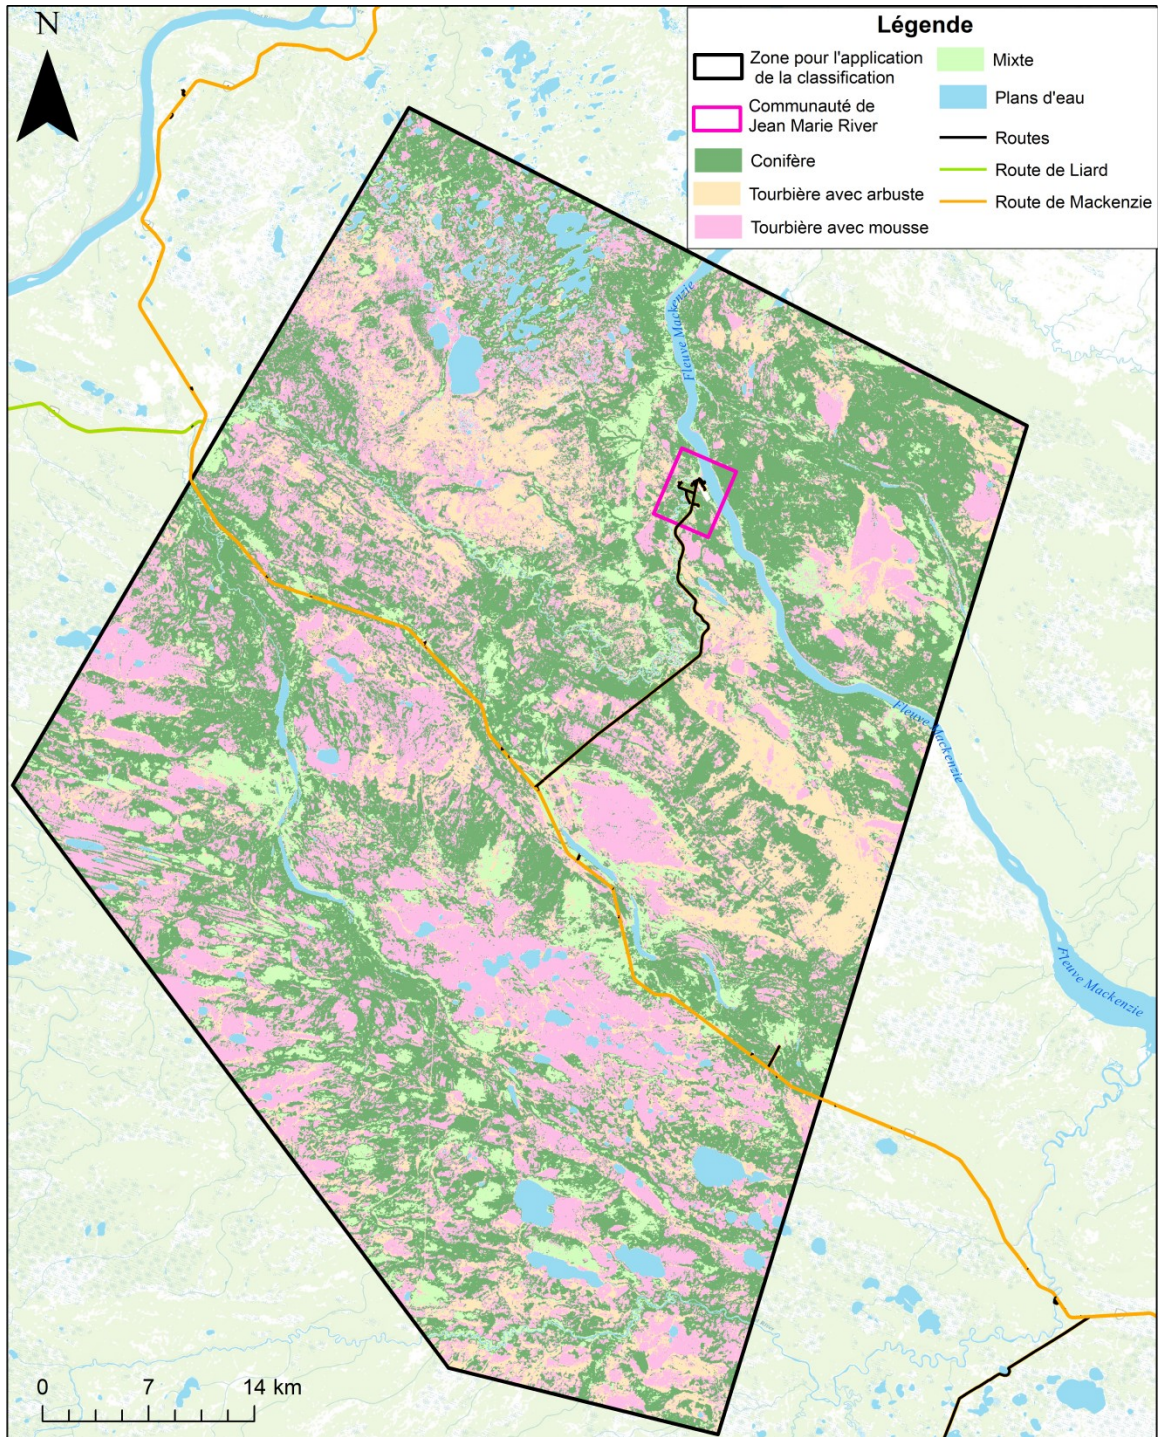 N
Légende
Zone pour l'application
de la classification
Communauté de
Jean Marie River
Conifère
Tourbière avec arbuste
Tourbière avec mousse
Mixte
Plans d'eau
Routes
Route de Liard
Route de Mackenzie
Fleuve Mackenzie
Fleuve Mackenzie
Fleuve Mackenzie
0 7 14 km